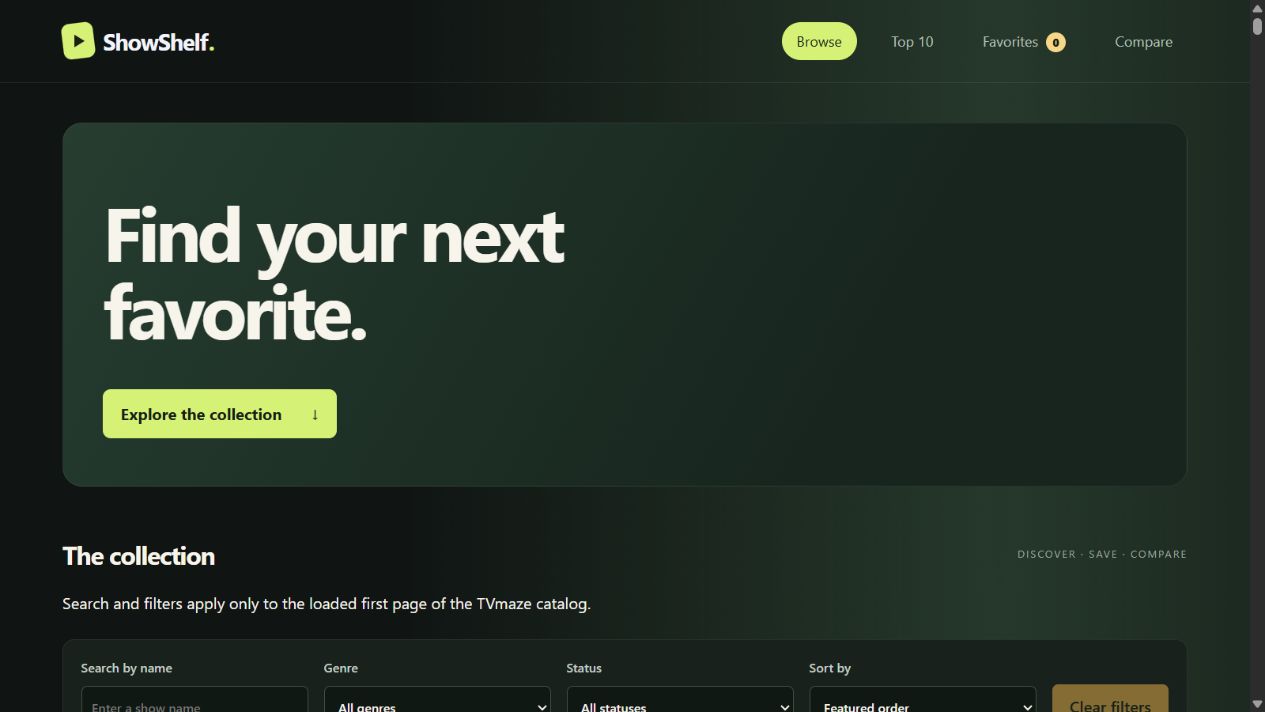 ShowShelf.
Browse
Top 10
Favorites 0
Compare
Find your next
favorite.
Explore the collection ↓
The collection
DISCOVER · SAVE · COMPARE
Search and filters apply only to the loaded first page of the TVmaze catalog.
Search by name
Genre
Status
Sort by
Enter a show name
All genres
All statuses
Featured order
Clear filters